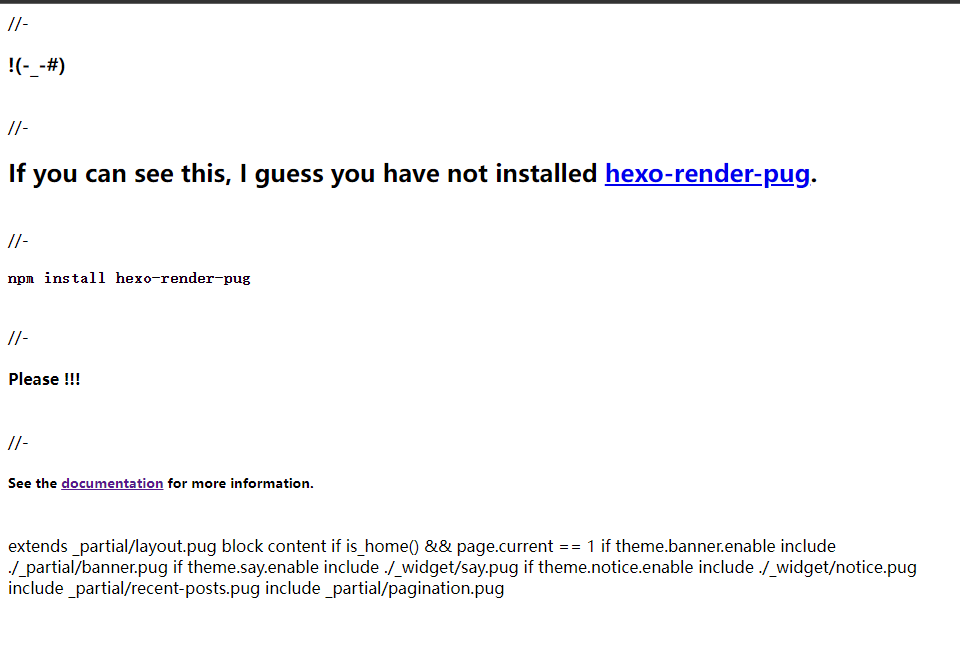 //-
!(-_-#)
//-
If you can see this, I guess you have not installed hexo-render-pug.
//-
npm install hexo-render-pug
//-
Please !!!
//-
See the documentation for more information.
extends _partial/layout.pug block content if is_home() && page.current == 1 if theme.banner.enable include
./_partial/banner.pug if theme.say.enable include ./_widget/say.pug if theme.notice.enable include ./_widget/notice.pug
include _partial/recent-posts.pug include _partial/pagination.pug